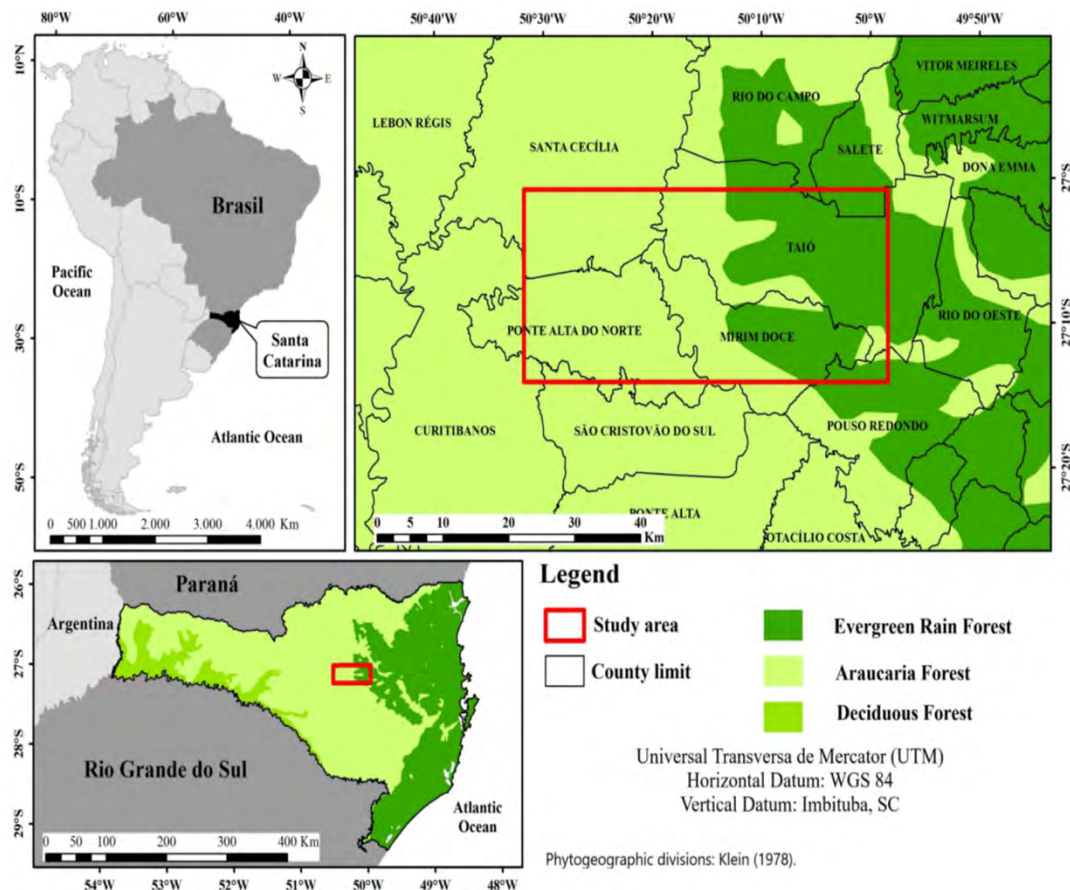 80°W 60°W 40°W
10°N
10°S
30°S
50°S
N
W E
S
Brasil
Pacific
Ocean
Santa
Catarina
Atlantic Ocean
0 500 1.000 2.000 3.000 4.000 Km
50°40'W 50°30'W 50°20'W 50°10'W 50°W 49°50'W
VITOR MEIRELES
RIO DO CAMPO
LEBON RÉGIS
WITMARSUM
SANTA CECÍLIA
SALETE
DONA EMMA
27°S
TAIÓ
RIO DO OESTE
27°10'S
PONTE ALTA DO NORTE
MIRIM DOCE
CURITIBANOS
SÃO CRISTOVÃO DO SUL
POUSO REDONDO
27°20'S
PONTE ALTA
OTACÍLIO COSTA
0 5 10 20 30 40
Km
Paraná
Argentina
26°S
27°S
28°S
29°S
Rio Grande do Sul
Atlantic
Ocean
0 50 100 200 300 400 Km
54°W 53°W 52°W 51°W 50°W 49°W 48°W
Legend
Study area
County limit
Evergreen Rain Forest
Araucaria Forest
Deciduous Forest
Universal Transversa de Mercator (UTM)
Horizontal Datum: WGS 84
Vertical Datum: Imbituba, SC
Phytogeographic divisions: Klein (1978).